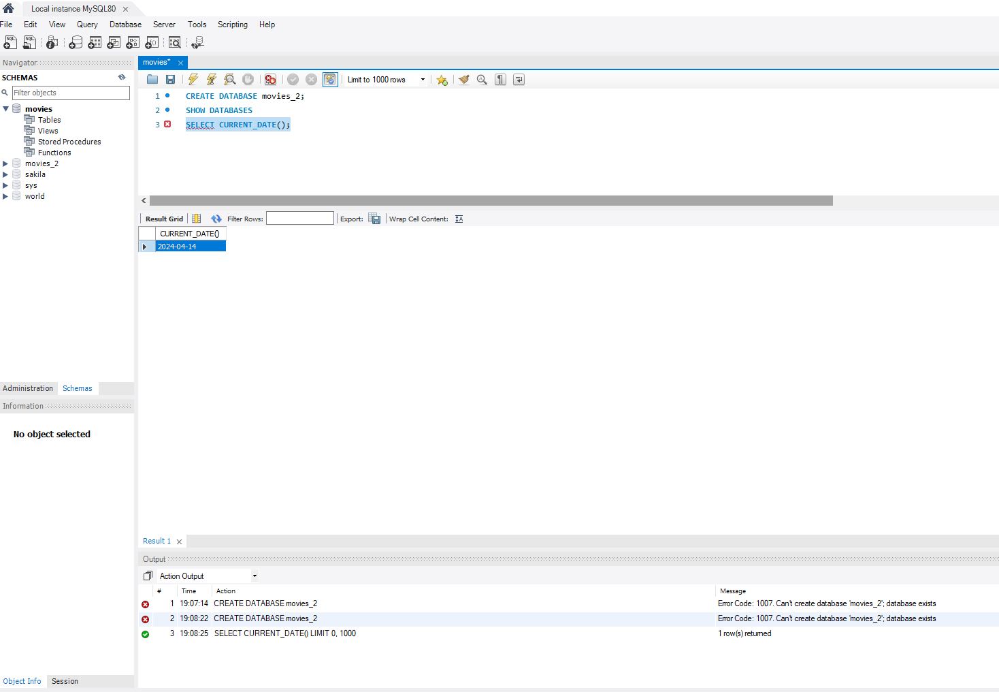 Local instance MySQL80
File Edit View Query Database Server Tools Scripting Help
SQL SQL
Navigator
SCHEMAS
Filter objects
movies
Tables
Views
Stored Procedures
Functions
movies_2
sakila
sys
world
Administration Schemas
Information
No object selected
Object Info Session
movies*
Limit to 1000 rows
1 CREATE DATABASE movies_2;
2 SHOW DATABASES
3 SELECT CURRENT_DATE();
Result Grid Filter Rows: Export: Wrap Cell Content:
CURRENT_DATE()
2024-04-14
Result 1
Output
Action Output
# Time Action Message
1 19:07:14 CREATE DATABASE movies_2 Error Code: 1007. Can't create database 'movies_2'; database exists
2 19:08:22 CREATE DATABASE movies_2 Error Code: 1007. Can't create database 'movies_2'; database exists
3 19:08:25 SELECT CURRENT_DATE() LIMIT 0, 1000 1 row(s) returned